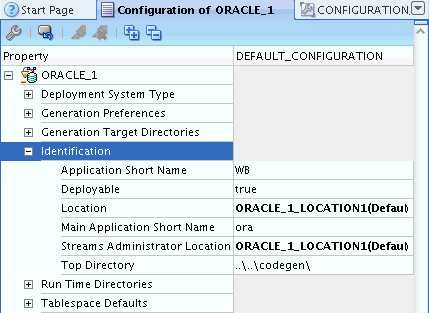 Start Page Configuration of ORACLE_1 CONFIGURATION
Property DEFAULT_CONFIGURATION
ORACLE_1
Deployment System Type
Generation Preferences
Generation Target Directories
Identification
Application Short Name WB
Deployable true
Location ORACLE_1_LOCATION1(Defaul
Main Application Short Name ora
Streams Administrator Location ORACLE_1_LOCATION1(Defaul
Top Directory ..\..\codegen\
Run Time Directories
Tablespace Defaults